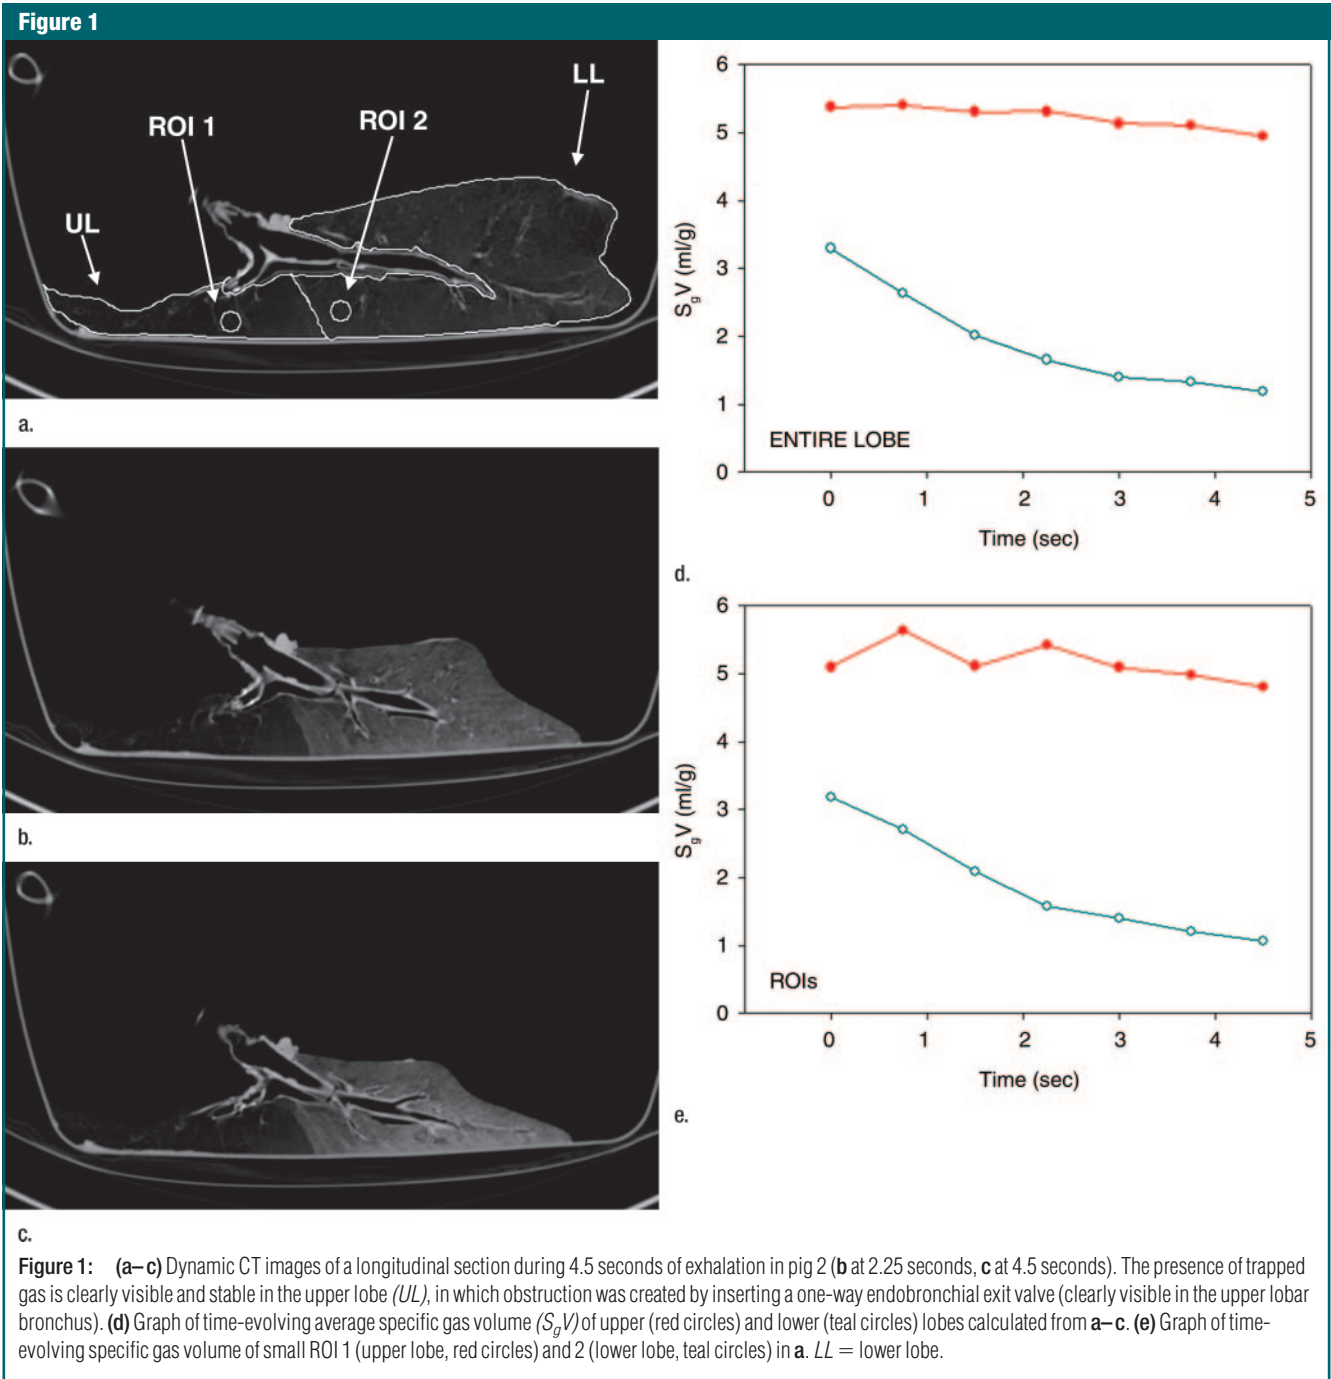 Figure 1
LL
ROI 1
ROI 2
UL
a.
b.
c.
6
5
4
3
2
1
0
SgV (ml/g)
ENTIRE LOBE
0 1 2 3 4 5
Time (sec)
d.
6
5
4
3
2
1
0
SgV (ml/g)
ROIs
0 1 2 3 4 5
Time (sec)
e.
Figure 1: (a–c) Dynamic CT images of a longitudinal section during 4.5 seconds of exhalation in pig 2 (b at 2.25 seconds, c at 4.5 seconds). The presence of trapped
gas is clearly visible and stable in the upper lobe (UL), in which obstruction was created by inserting a one-way endobronchial exit valve (clearly visible in the upper lobar
bronchus). (d) Graph of time-evolving average specific gas volume (SgV) of upper (red circles) and lower (teal circles) lobes calculated from a–c. (e) Graph of time-
evolving specific gas volume of small ROI 1 (upper lobe, red circles) and 2 (lower lobe, teal circles) in a. LL = lower lobe.